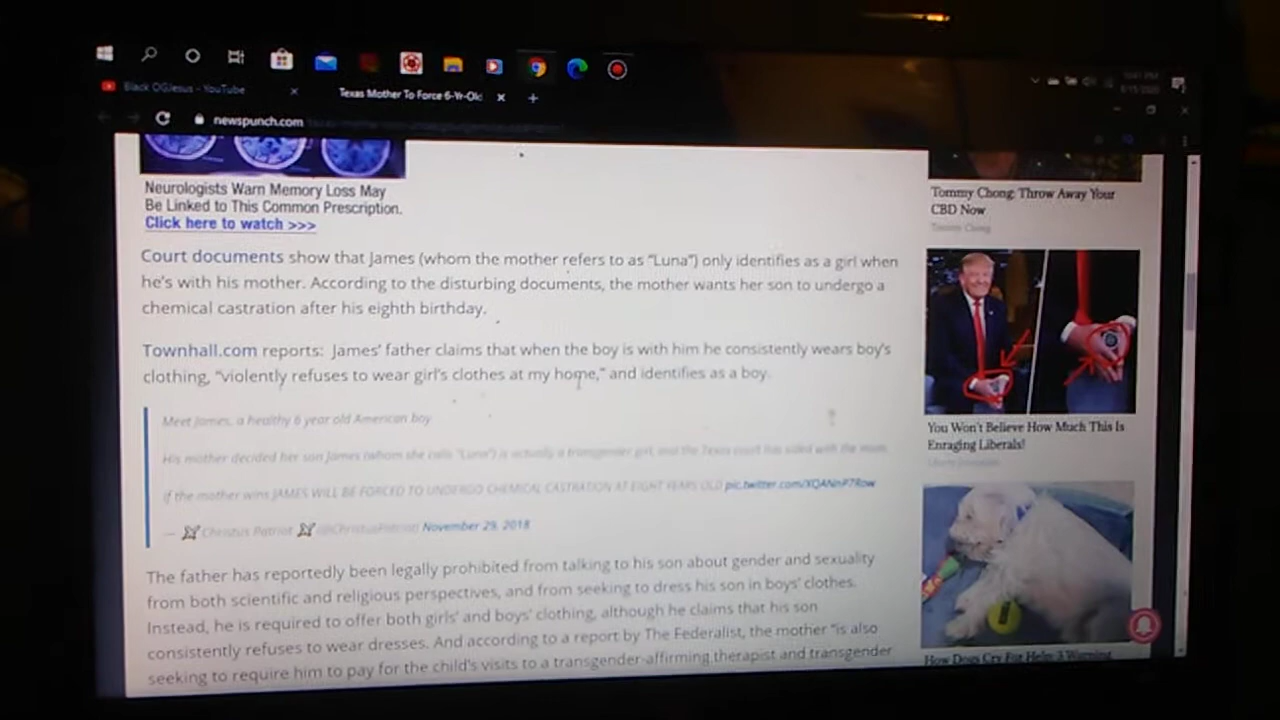 Black OGJesus - YouTube
Texas Mother To Force 6-Yr-Old
newspunch.com
Neurologists Warn Memory Loss May
Be Linked to This Common Prescription.
Click here to watch >>>
Court documents show that James (whom the mother refers to as "Luna") only identifies as a girl when
he's with his mother. According to the disturbing documents, the mother wants her son to undergo a
chemical castration after his eighth birthday.
Townhall.com reports: James' father claims that when the boy is with him he consistently wears boy's
clothing, "violently refuses to wear girl's clothes at my home," and identifies as a boy.
Meet James, a healthy 6 year old American boy
His mother decided her son James (whom she calls "Luna") is actually a transgender girl, and the Texas court has sided with the mom.
If the mother wins JAMES WILL BE FORCED TO UNDERGO CHEMICAL CASTRATION AT EIGHT YEARS OLD
— Christus Patriot @ChristusPatriot November 29, 2018
The father has reportedly been legally prohibited from talking to his son about gender and sexuality
from both scientific and religious perspectives, and from seeking to dress his son in boys' clothes.
Instead, he is required to offer both girls' and boys' clothing, although he claims that his son
consistently refuses to wear dresses. And according to a report by The Federalist, the mother "is also
seeking to require him to pay for the child's visits to a transgender-affirming therapist and transgender
Tommy Chong: Throw Away Your
CBD Now
Tommy Chong
You Won't Believe How Much This Is
Enraging Liberals!
How Dogs Cry For Help: 3 Warning